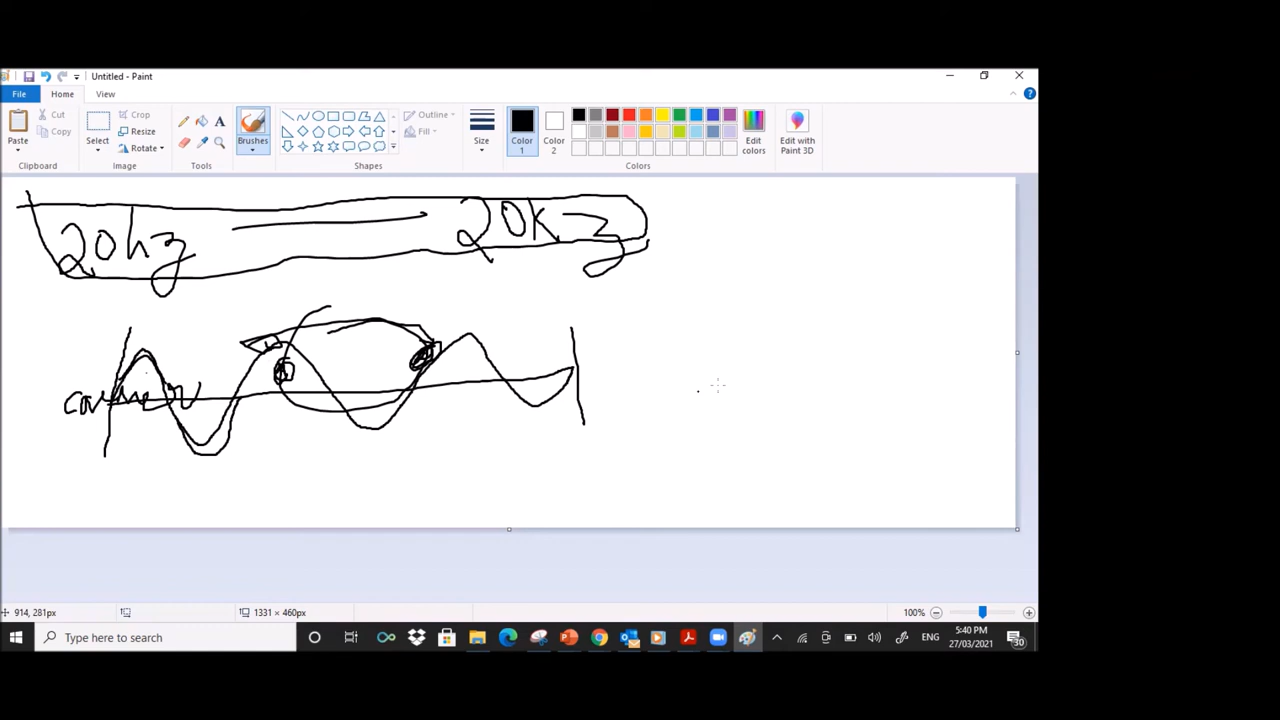 Untitled - Paint
File Home View
Cut Crop Outline
Copy Resize Fill
Paste Select Rotate Brushes Size Color 1 Color 2 Edit colors Edit with Paint 3D
Clipboard Image Tools Shapes Colors
20hz 20Kz
914, 281px 1331 × 460px 100%
Type here to search ENG 5:40 PM 27/03/2021 30